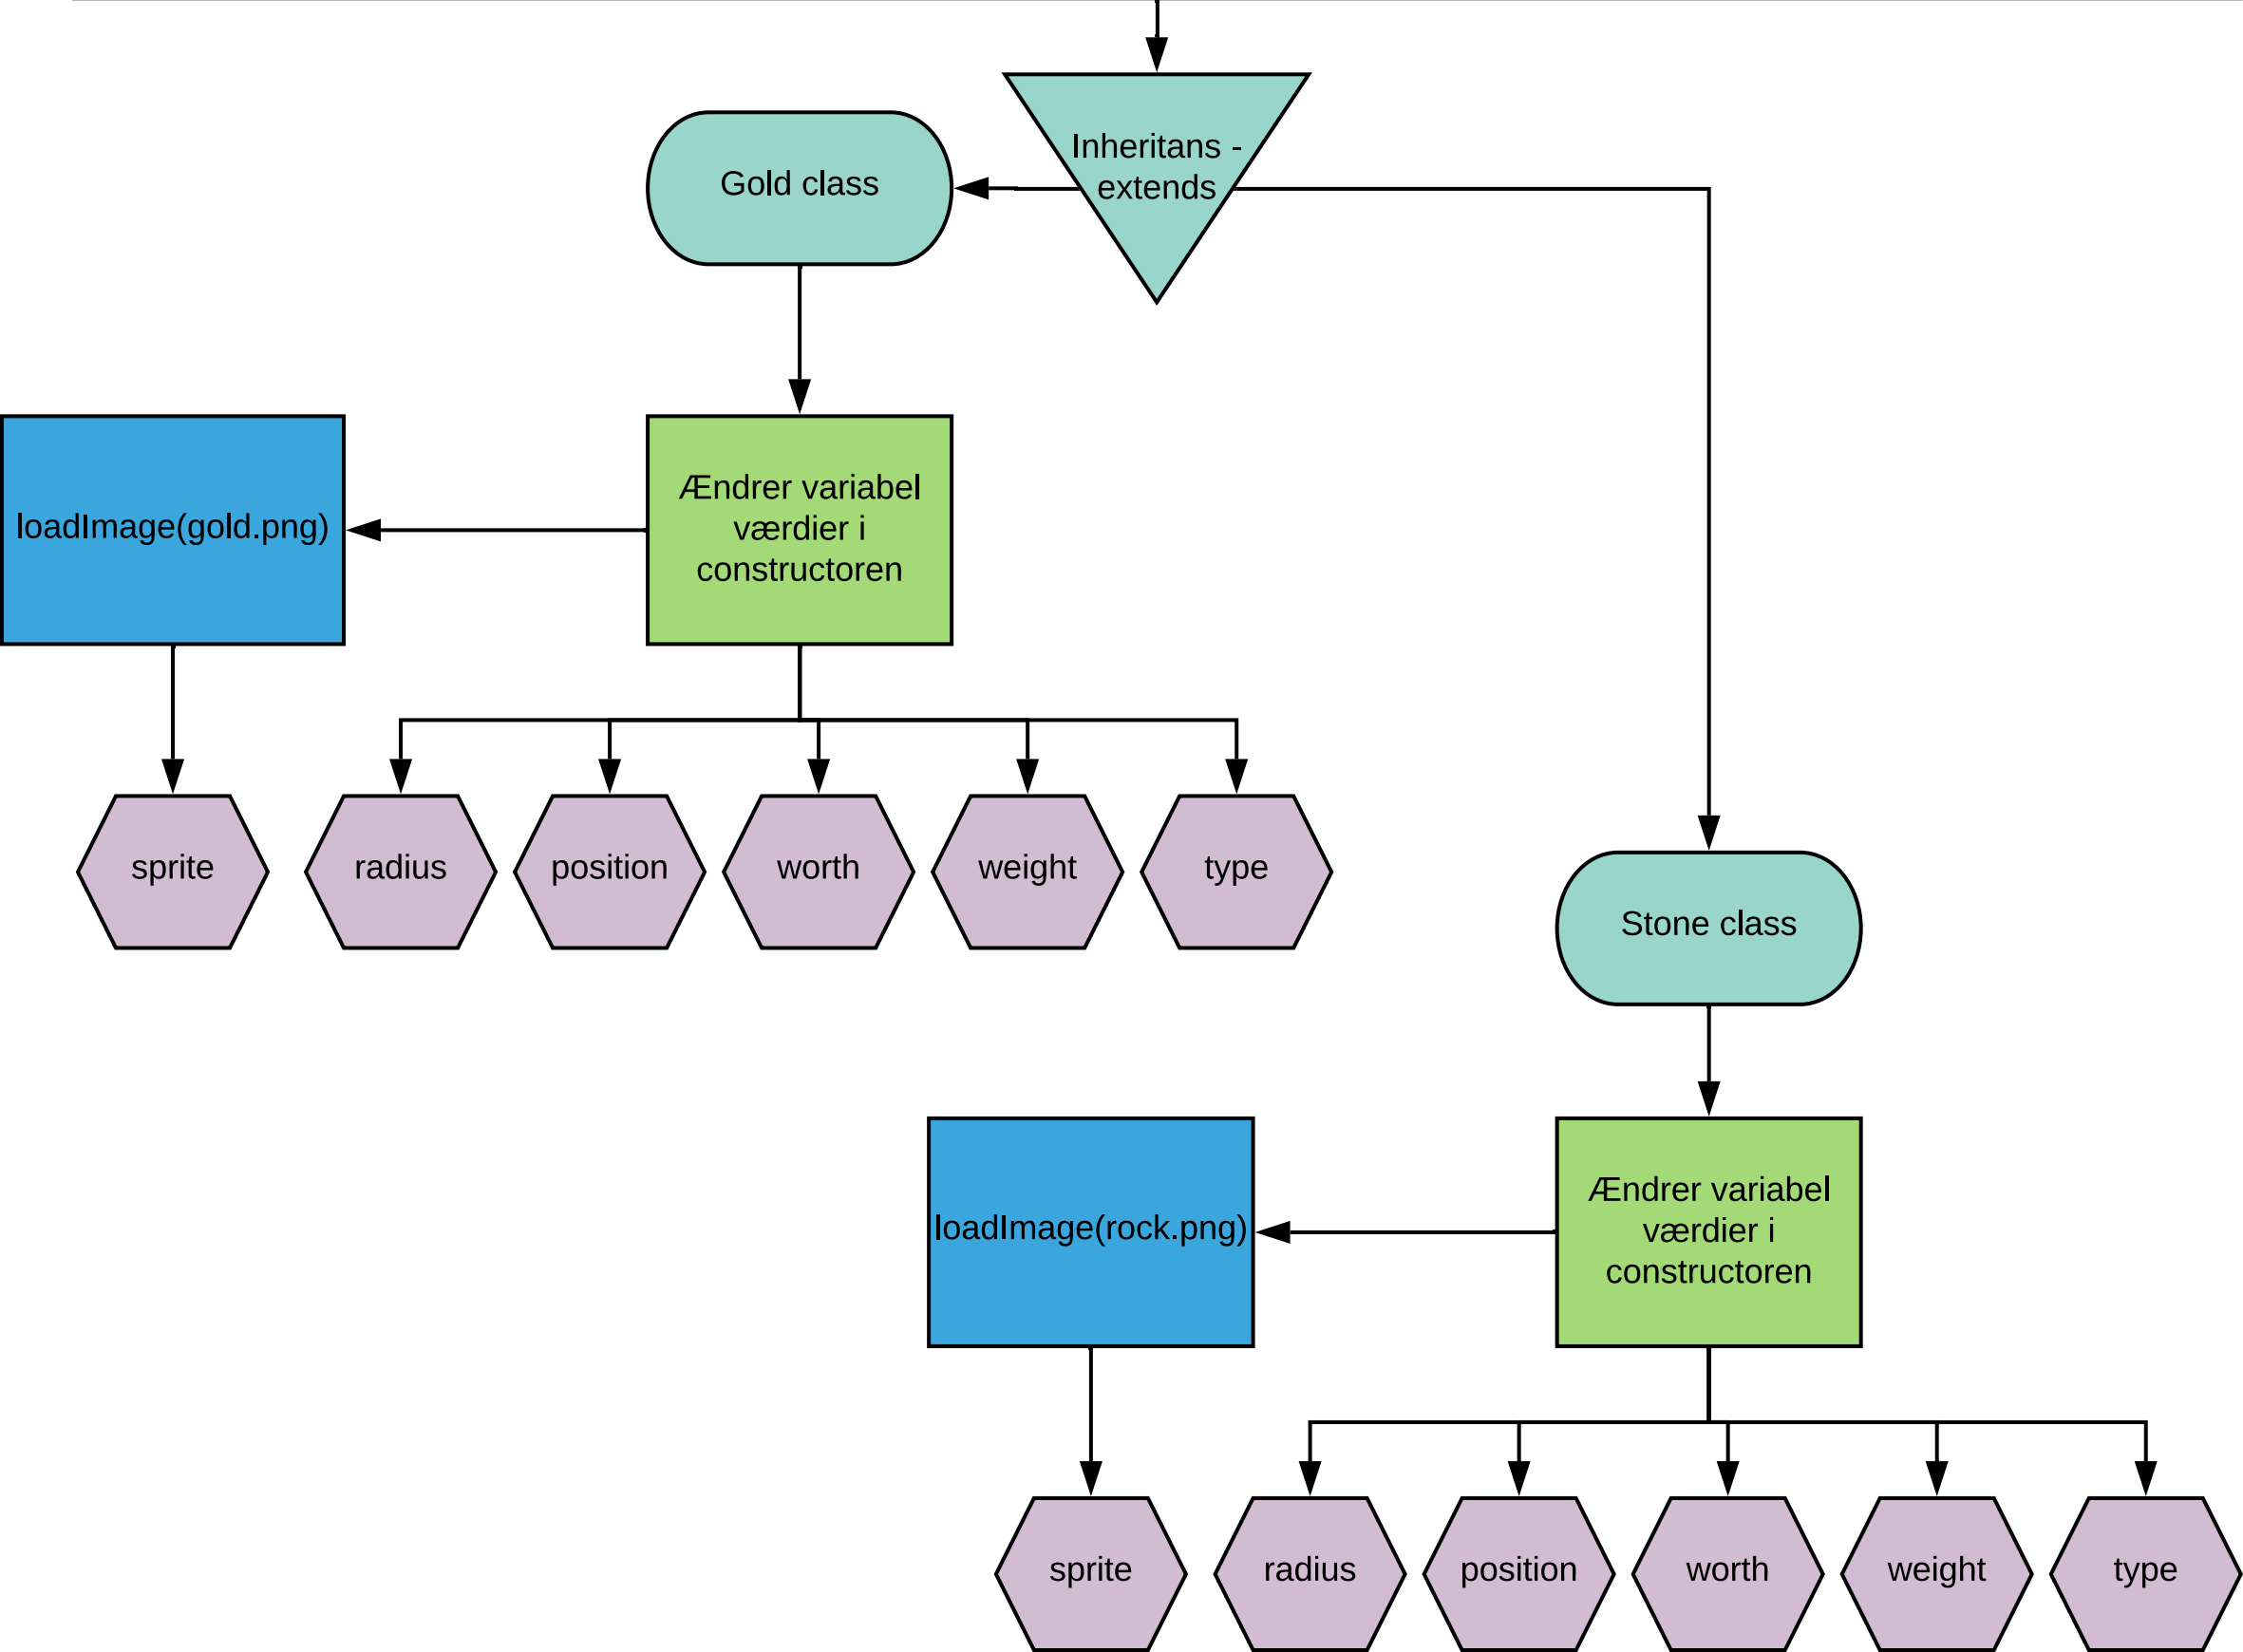 Inheritans -
extends
Gold class
Ændrer variabel
værdier i
constructoren
loadImage(gold.png)
sprite
radius
position
worth
weight
type
Stone class
Ændrer variabel
værdier i
constructoren
loadImage(rock.png)
sprite
radius
position
worth
weight
type